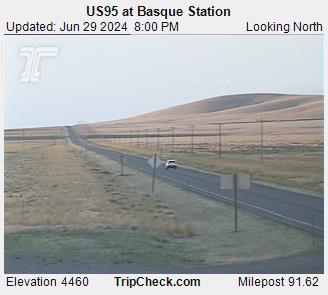 US95 at Basque Station
Updated: Jun 29 2024 8:00 PM Looking North
Elevation 4460 TripCheck.com Milepost 91.62